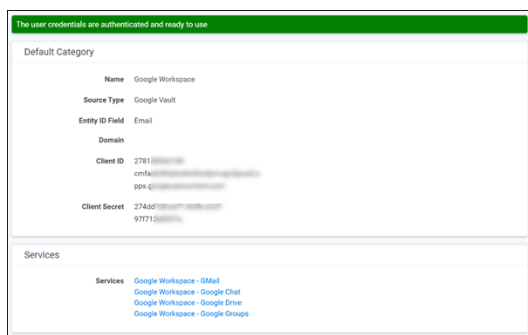 The user credentials are authenticated and ready to use
Default Category
Name Google Workspace
Source Type Google Vault
Entity ID Field Email
Domain
Client ID 2781
cmfa
pps.g
Client Secret 274dd
97f712
Services
Services Google Workspace - GMail
Google Workspace - Google Chat
Google Workspace - Google Drive
Google Workspace - Google Groups